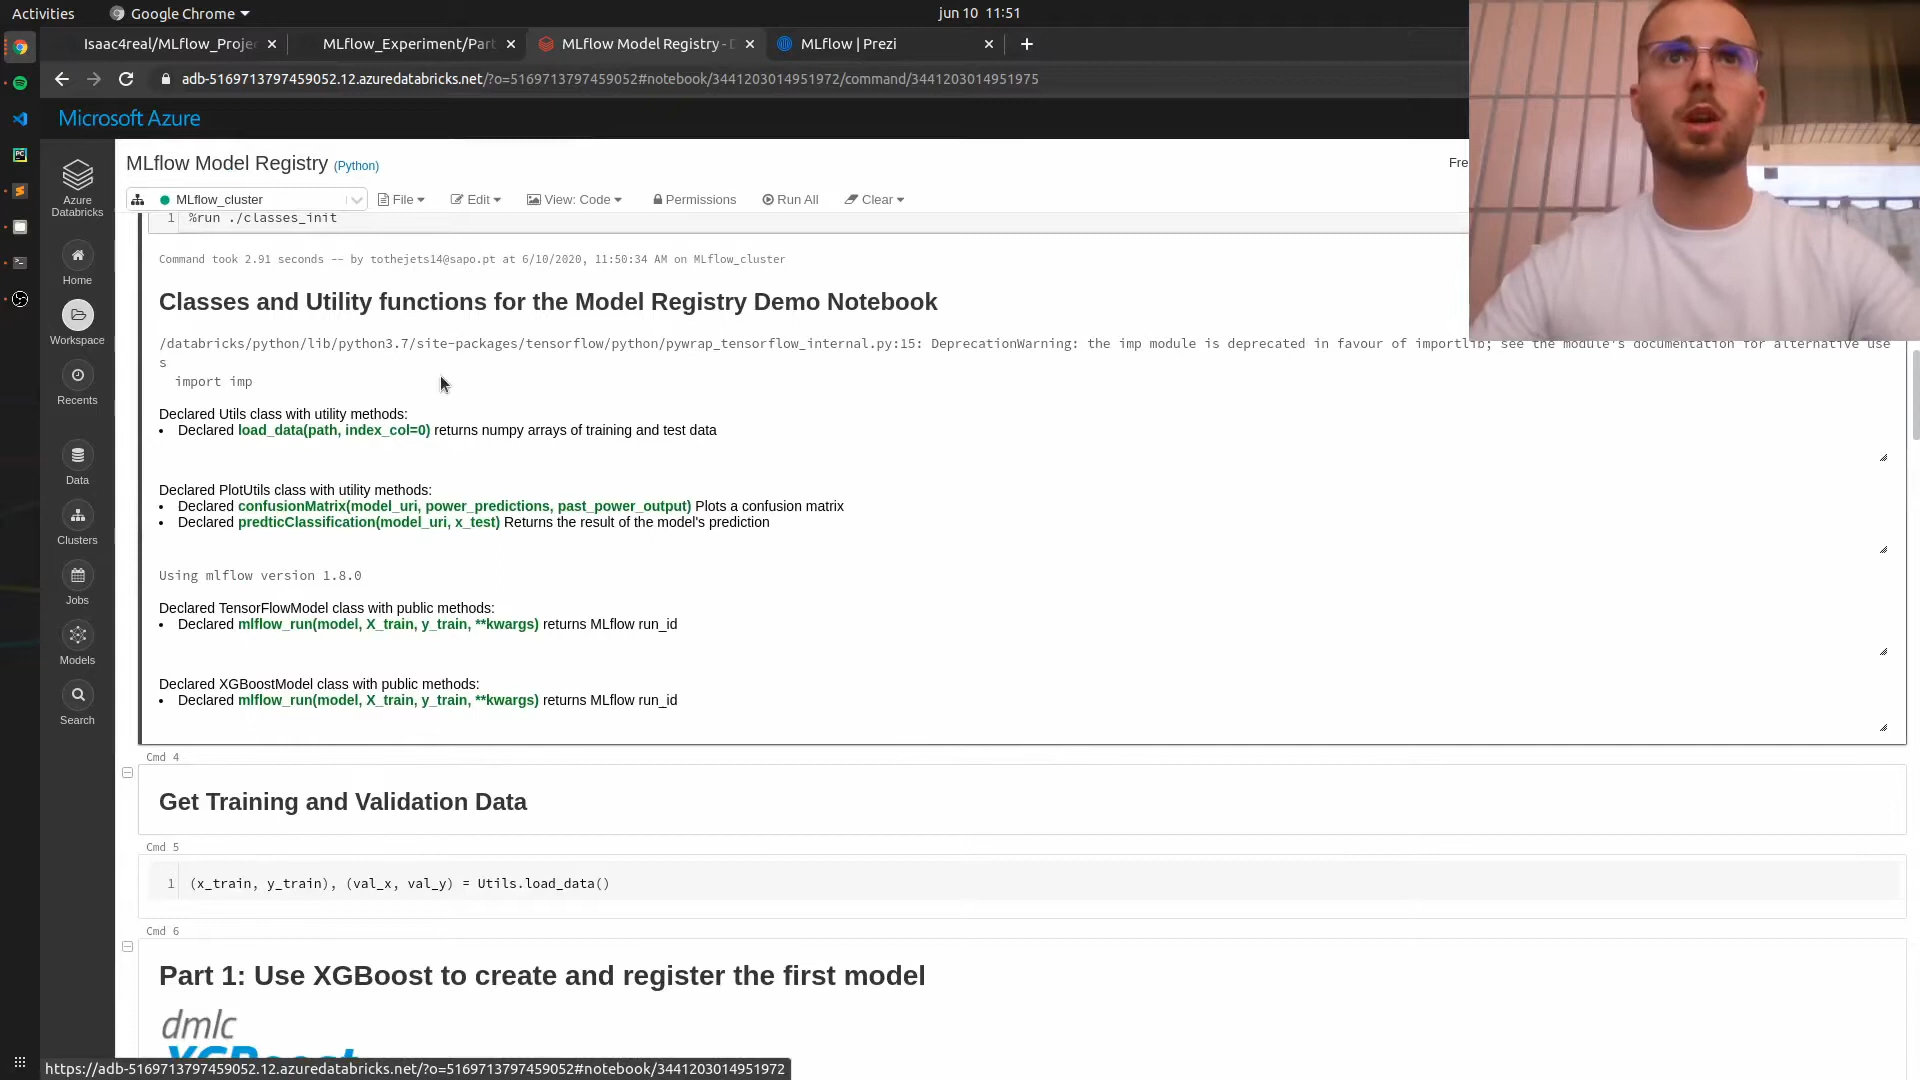 Activities
Google Chrome
jun 10 11:51
Isaac4real/MLflow_Proje
MLflow_Experiment/Part
MLflow Model Registry - D
MLflow | Prezi
adb-5169713797459052.12.azuredatabricks.net/?o=5169713797459052#notebook/3441203014951972/command/3441203014951975
Microsoft Azure
Azure
Databricks
Home
Workspace
Recents
Data
Clusters
Jobs
Models
Search
MLflow Model Registry (Python)
Fre
MLflow_cluster
File
Edit
View: Code
Permissions
Run All
Clear
1 %run ./classes_init
Command took 2.91 seconds -- by tothejets14@sapo.pt at 6/10/2020, 11:50:34 AM on MLflow_cluster
Classes and Utility functions for the Model Registry Demo Notebook
/databricks/python/lib/python3.7/site-packages/tensorflow/python/pywrap_tensorflow_internal.py:15: DeprecationWarning: the imp module is deprecated in favour of importlib; see the module's documentation for alternative use
s
import imp
Declared Utils class with utility methods:
• Declared load_data(path, index_col=0) returns numpy arrays of training and test data
Declared PlotUtils class with utility methods:
• Declared confusionMatrix(model_uri, power_predictions, past_power_output) Plots a confusion matrix
• Declared predticClassification(model_uri, x_test) Returns the result of the model's prediction
Using mlflow version 1.8.0
Declared TensorFlowModel class with public methods:
• Declared mlflow_run(model, X_train, y_train, **kwargs) returns MLflow run_id
Declared XGBoostModel class with public methods:
• Declared mlflow_run(model, X_train, y_train, **kwargs) returns MLflow run_id
Cmd 4
Get Training and Validation Data
Cmd 5
1 (x_train, y_train), (val_x, val_y) = Utils.load_data()
Cmd 6
Part 1: Use XGBoost to create and register the first model
dmlc
XGBoost
https://adb-5169713797459052.12.azuredatabricks.net/?o=5169713797459052#notebook/3441203014951972